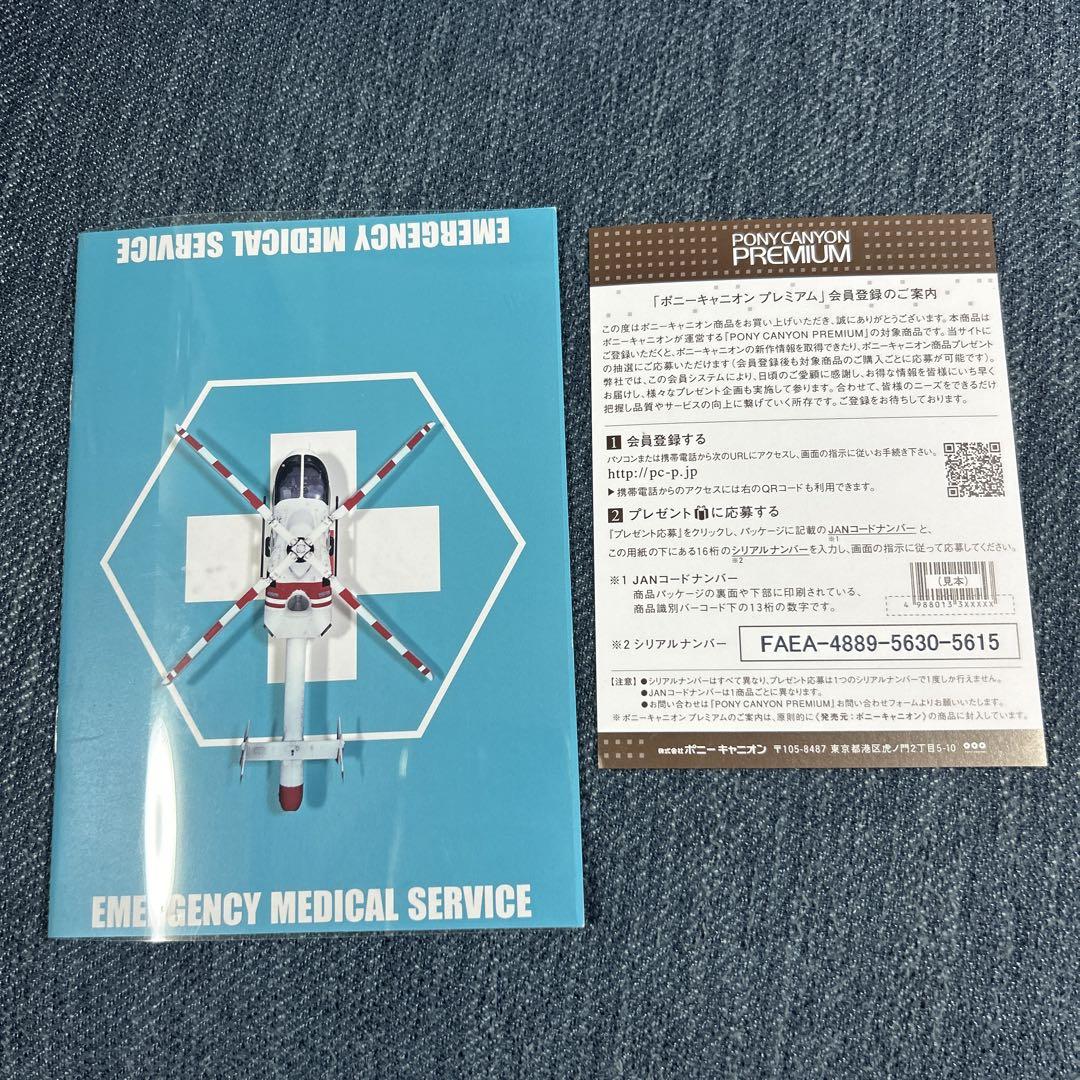 EMERGENCY MEDICAL SERVICE
EMERGENCY MEDICAL SERVICE
PONY CANYON
PREMIUM
「ポニーキャニオン プレミアム」会員登録のご案内
この度はポニーキャニオン商品をお買い上げいただき、誠にありがとうございます。本商品は
ポニーキャニオンが運営する『PONY CANYON PREMIUM』の対象商品です。当サイトに
ご登録いただくと、ポニーキャニオンの新作情報を取得できたり、ポニーキャニオン商品プレゼント
の抽選にご応募いただけます（会員登録後も対象商品のご購入ごとに応募が可能です）。
弊社では、この会員システムにより、日頃のご愛顧に感謝し、お得な情報を皆様にいち早く
お届けし、様々なプレゼント企画も実施して参ります。合わせて、皆様のニーズをできるだけ
把握し品質やサービスの向上に繋げていく所存です。ご登録をお待ちしております。
1 会員登録する
パソコンまたは携帯電話から次のURLにアクセスし、画面の指示に従いお手続き下さい。
http://pc-p.jp
▶携帯電話からのアクセスには右のQRコードも利用できます。
2 プレゼントに応募する
『プレゼント応募』をクリックし、パッケージに記載のJANコードナンバー と、
※1
この用紙の下にある16桁のシリアルナンバーを入力し、画面の指示に従って応募してください。
※2
※1 JANコードナンバー
商品パッケージの裏面や下部に印刷されている、
商品識別バーコード下の13桁の数字です。
（見本）
4 988013 3XXXXX
※2 シリアルナンバー
FAEA-4889-5630-5615
【注意】●シリアルナンバーはすべて異なり、プレゼント応募は1つのシリアルナンバーで1度しか行えません。
●JANコードナンバーは1商品ごとに異なります。
●お問い合わせは『PONY CANYON PREMIUM』お問い合わせフォームよりお願いいたします。
※ポニーキャニオン プレミアムのご案内は、原則的に〈発売元：ポニーキャニオン〉の商品に封入しています。
株式会社 ポニーキャニオン 〒105-8487 東京都港区虎ノ門2丁目5-10